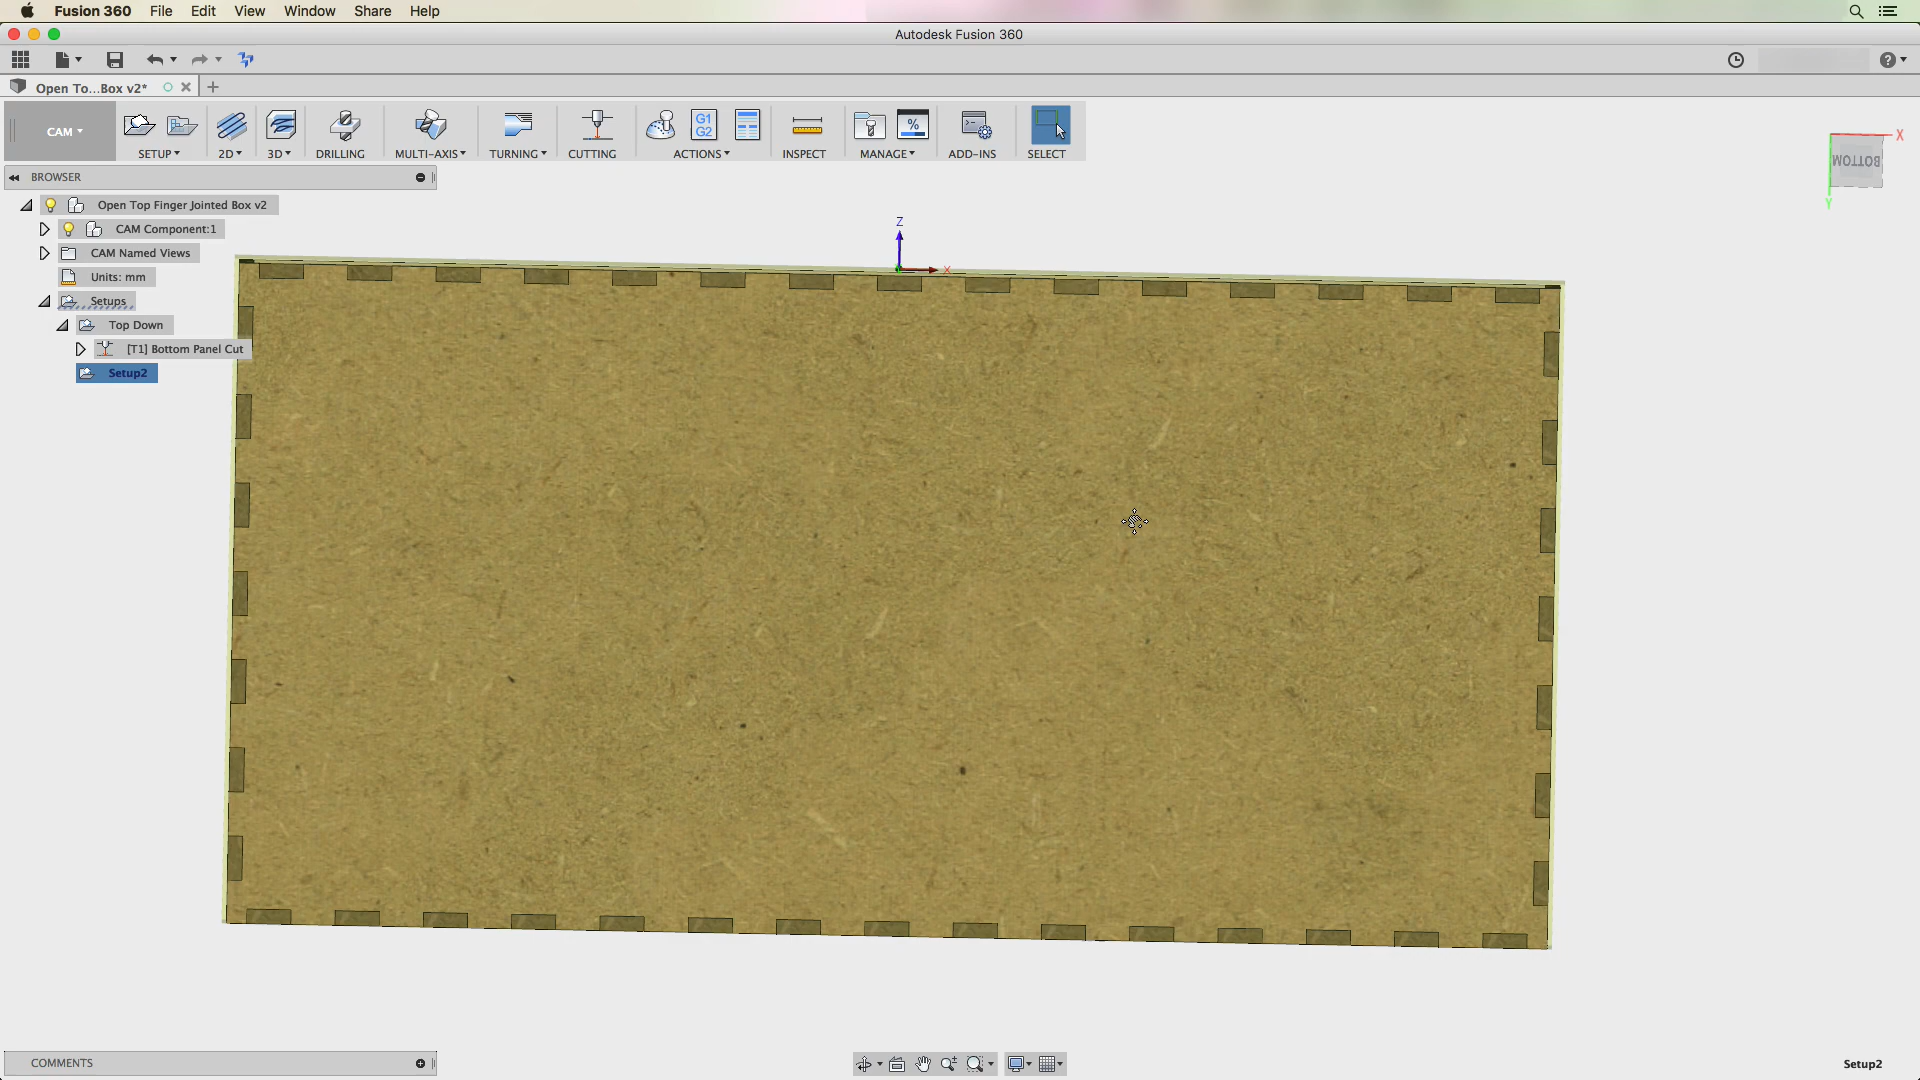 Fusion 360 File Edit View Window Share Help
Autodesk Fusion 360
Open To...Box v2*
CAM
SETUP 2D 3D DRILLING MULTI-AXIS TURNING CUTTING ACTIONS INSPECT MANAGE ADD-INS SELECT
G1
G2
%
BROWSER
Open Top Finger Jointed Box v2
CAM Component:1
CAM Named Views
Units: mm
Setups
Top Down
[T1] Bottom Panel Cut
Setup2
Z
X
X
BOTTOM
Y
COMMENTS
Setup2